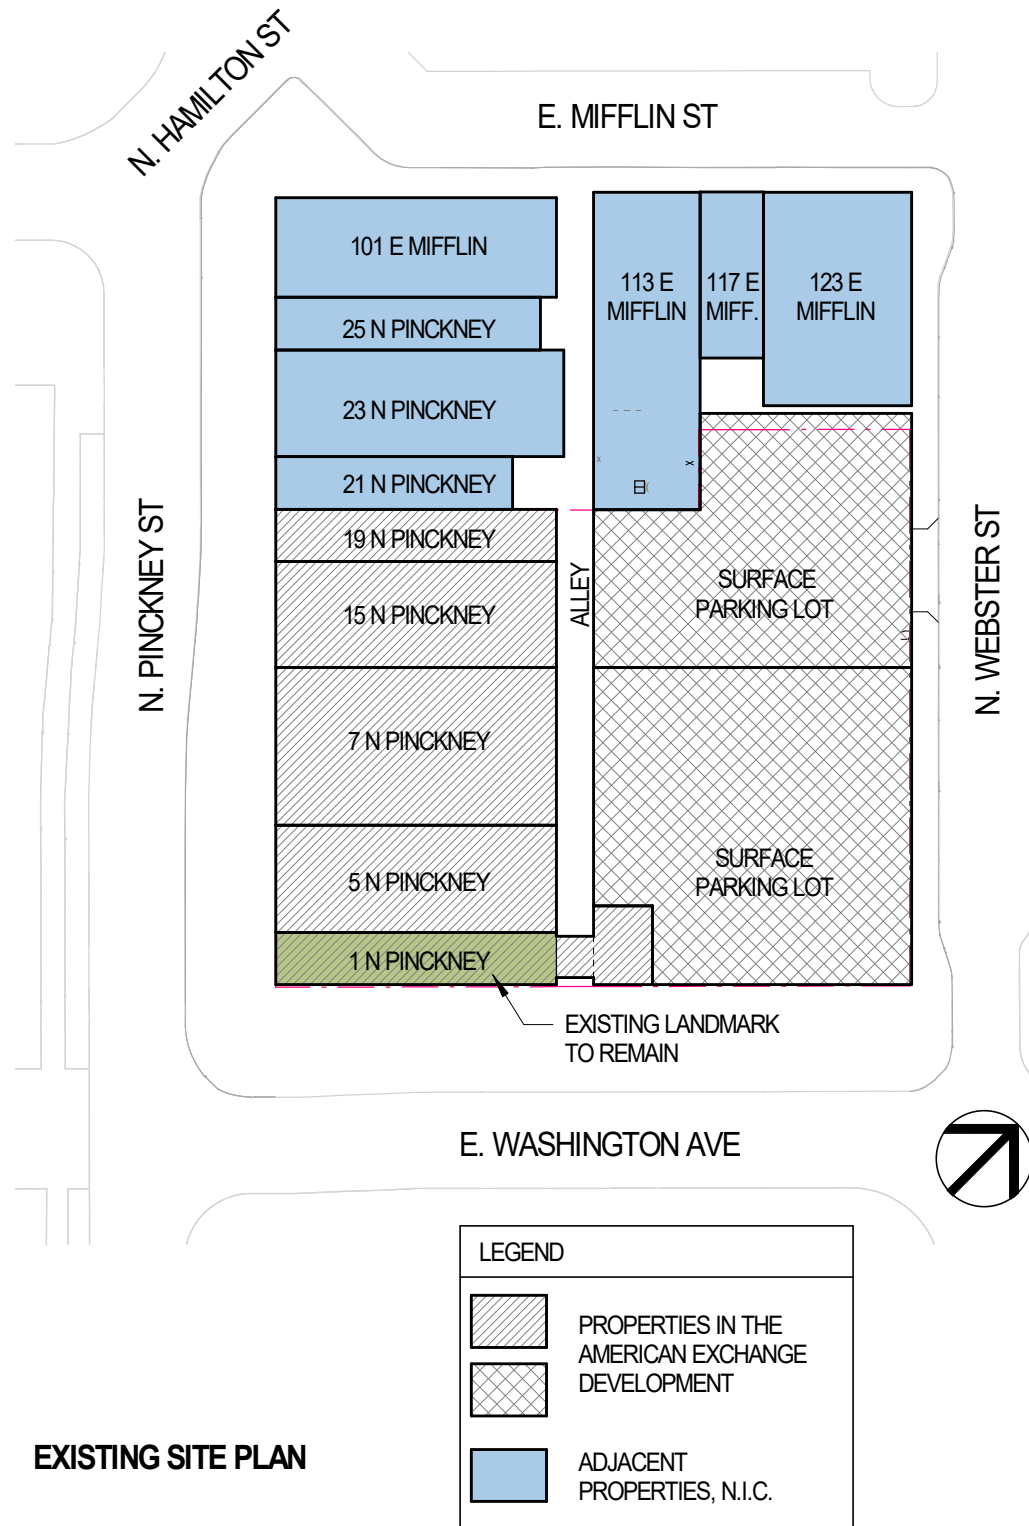 N. HAMILTON ST
E. MIFFLIN ST
101 E MIFFLIN
25 N PINCKNEY
23 N PINCKNEY
21 N PINCKNEY
19 N PINCKNEY
15 N PINCKNEY
7 N PINCKNEY
5 N PINCKNEY
1 N PINCKNEY
113 E
MIFFLIN
117 E
MIFF.
123 E
MIFFLIN
N. PINCKNEY ST
ALLEY
SURFACE
PARKING LOT
SURFACE
PARKING LOT
N. WEBSTER ST
EXISTING LANDMARK
TO REMAIN
E. WASHINGTON AVE
LEGEND
PROPERTIES IN THE
AMERICAN EXCHANGE
DEVELOPMENT
ADJACENT
PROPERTIES, N.I.C.
EXISTING SITE PLAN